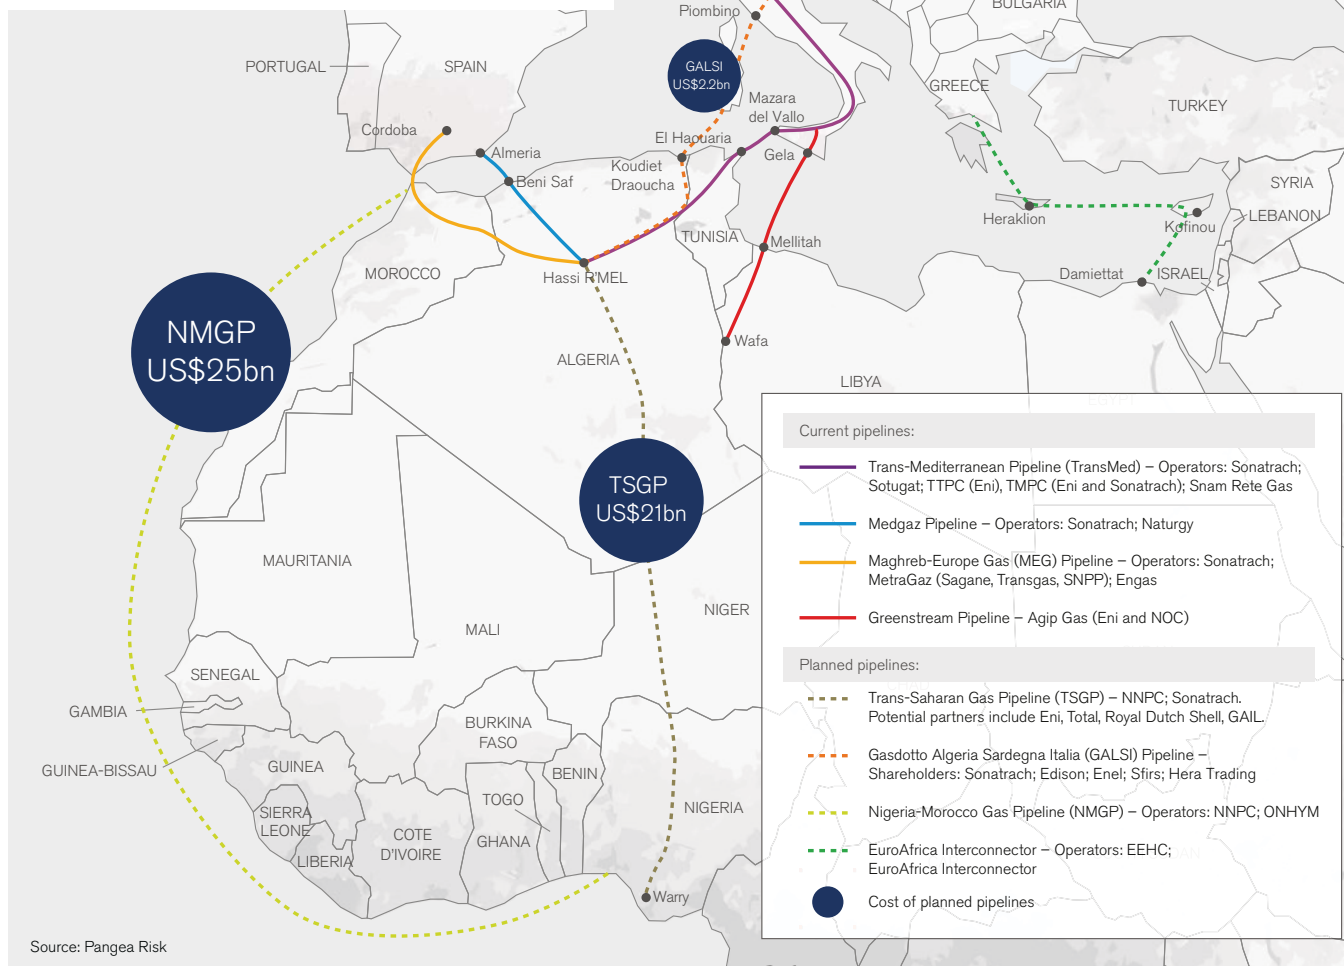 Piombino
BULGARIA
PORTUGAL
SPAIN
GALSI
US$2.2bn
GREECE
TURKEY
Mazara
del Vallo
Cordoba
El Haouaria
Almeria
Gela
Koudiet
Draoucha
Beni Saf
SYRIA
Heraklion
LEBANON
Kofinou
TUNISIA
Mellitah
MOROCCO
Hassi R'MEL
Damiettat
ISRAEL
NMGP
US$25bn
Wafa
ALGERIA
LIBYA
EGYPT
TSGP
US$21bn
MAURITANIA
NIGER
MALI
SENEGAL
GAMBIA
BURKINA
FASO
GUINEA-BISSAU
GUINEA
BENIN
TOGO
NIGERIA
SIERRA
LEONE
COTE
D'IVOIRE
GHANA
LIBERIA
Warry
Current pipelines:
Trans-Mediterranean Pipeline (TransMed) – Operators: Sonatrach;
Sotugat; TTPC (Eni), TMPC (Eni and Sonatrach); Snam Rete Gas
Medgaz Pipeline – Operators: Sonatrach; Naturgy
Maghreb-Europe Gas (MEG) Pipeline – Operators: Sonatrach;
MetraGaz (Sagane, Transgas, SNPP); Engas
Greenstream Pipeline – Agip Gas (Eni and NOC)
Planned pipelines:
Trans-Saharan Gas Pipeline (TSGP) – NNPC; Sonatrach.
Potential partners include Eni, Total, Royal Dutch Shell, GAIL.
Gasdotto Algeria Sardegna Italia (GALSI) Pipeline –
Shareholders: Sonatrach; Edison; Enel; Sfirs; Hera Trading
Nigeria-Morocco Gas Pipeline (NMGP) – Operators: NNPC; ONHYM
EuroAfrica Interconnector – Operators: EEHC;
EuroAfrica Interconnector
Cost of planned pipelines
Source: Pangea Risk